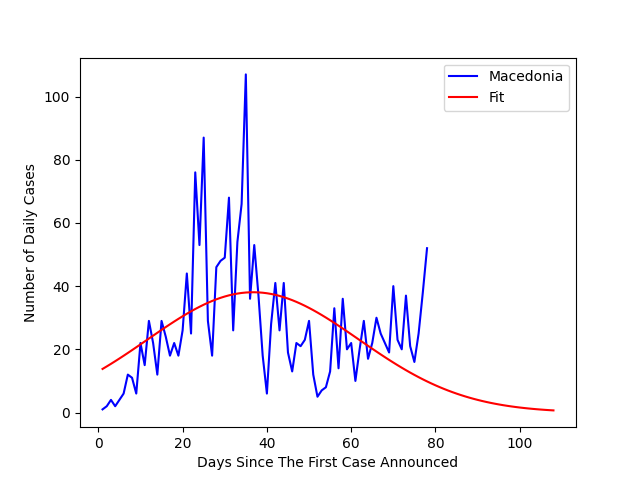 Macedonia
Fit
Number of Daily Cases
100
80
60
40
20
0
0 20 40 60 80 100
Days Since The First Case Announced